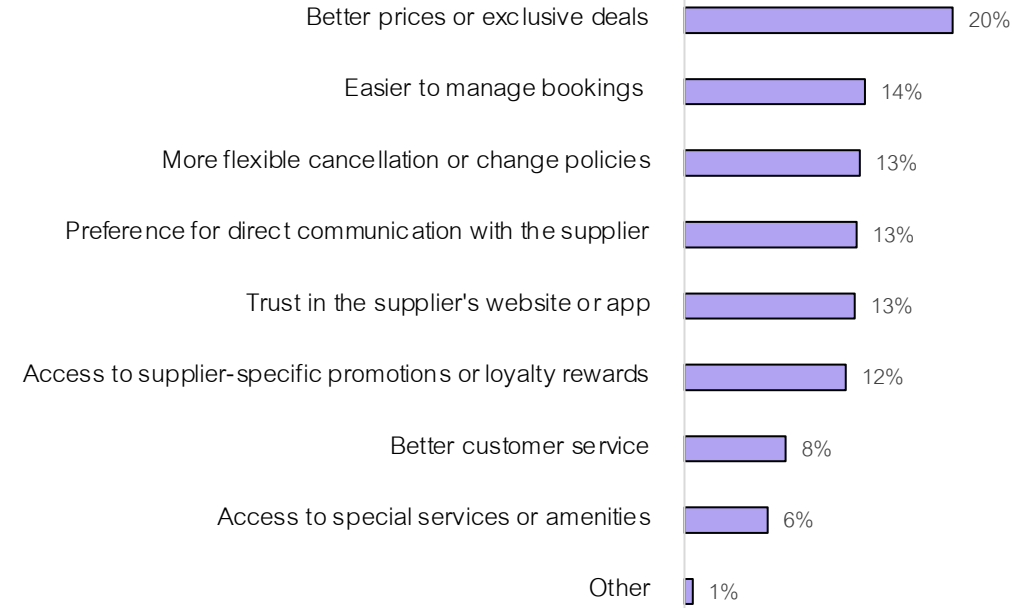 Better prices or exclusive deals 20%
Easier to manage bookings 14%
More flexible cancellation or change policies 13%
Preference for direct communication with the supplier 13%
Trust in the supplier's website or app 13%
Access to supplier-specific promotions or loyalty rewards 12%
Better customer service 8%
Access to special services or amenities 6%
Other 1%